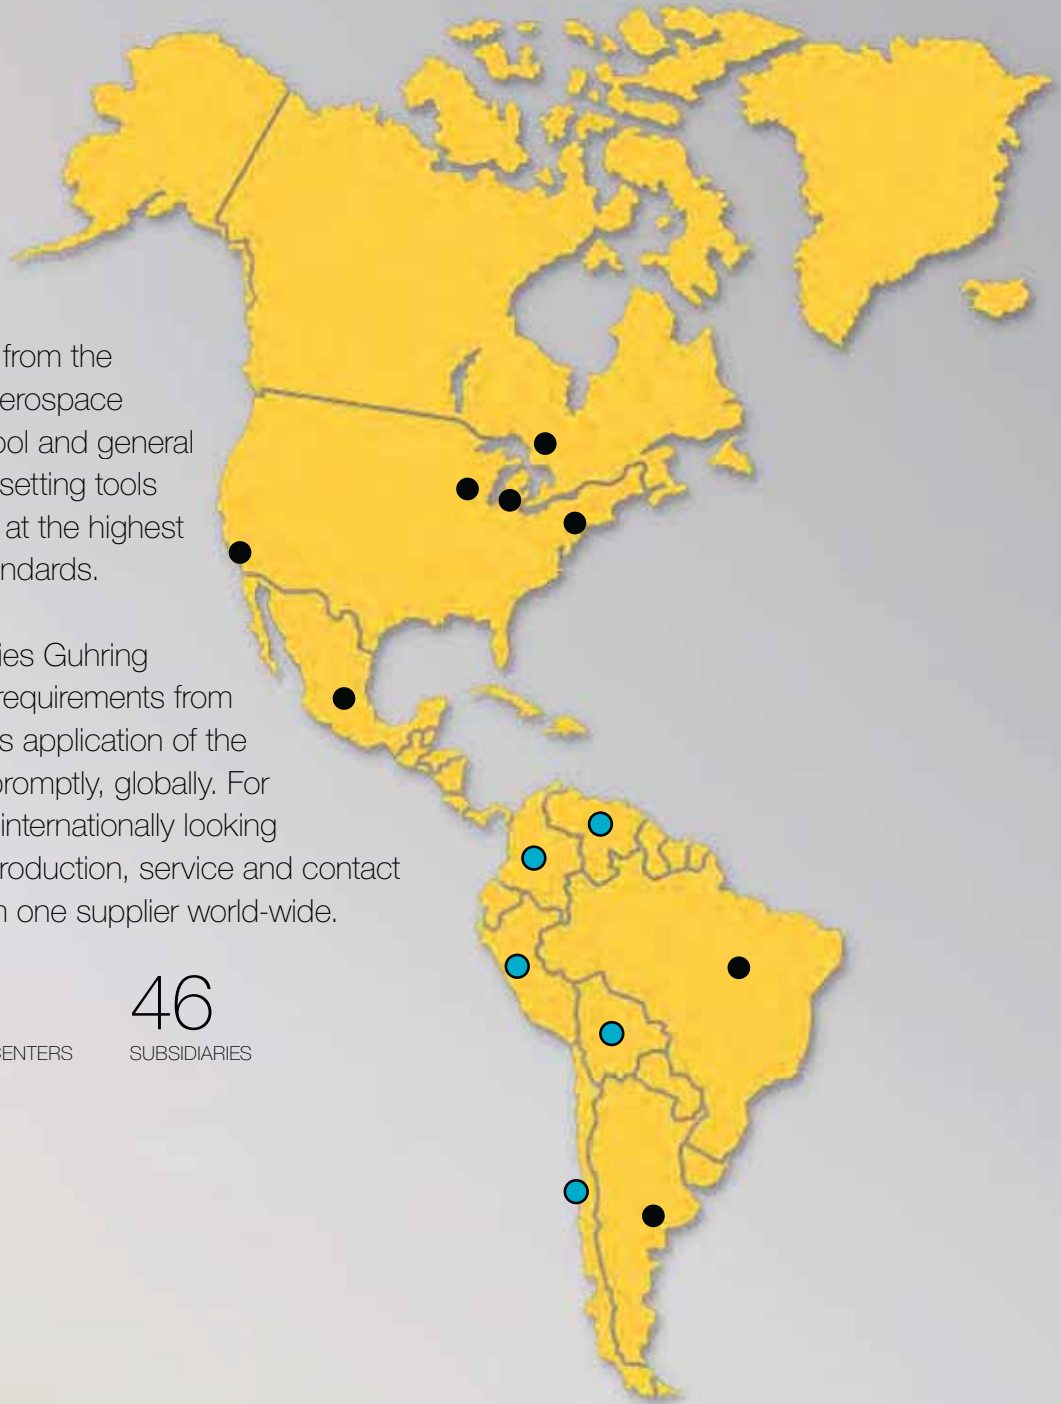 from the
erospace
ool and general
setting tools
at the highest
ndards.
ies Guhring
requirements from
s application of the
promptly, globally. For
internationally looking
roduction, service and contact
n one supplier world-wide.
46
CENTERS SUBSIDIARIES